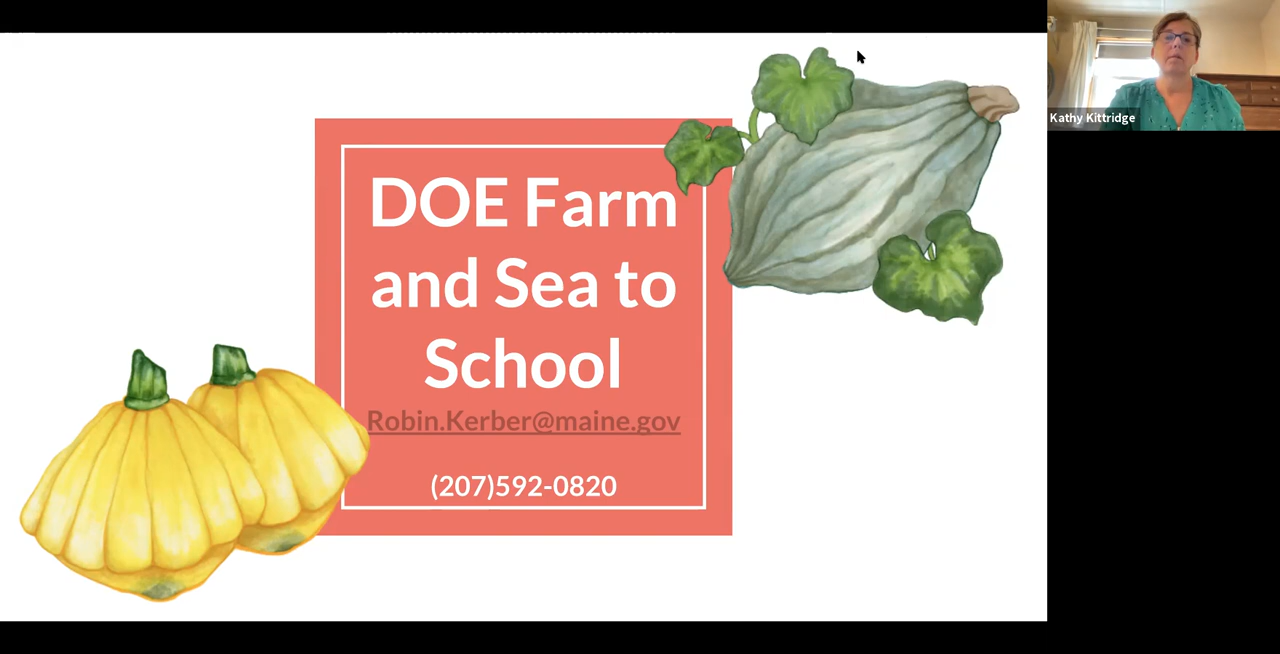 DOE Farm
and Sea to
School
Robin.Kerber@maine.gov
(207)592-0820
Kathy Kittridge